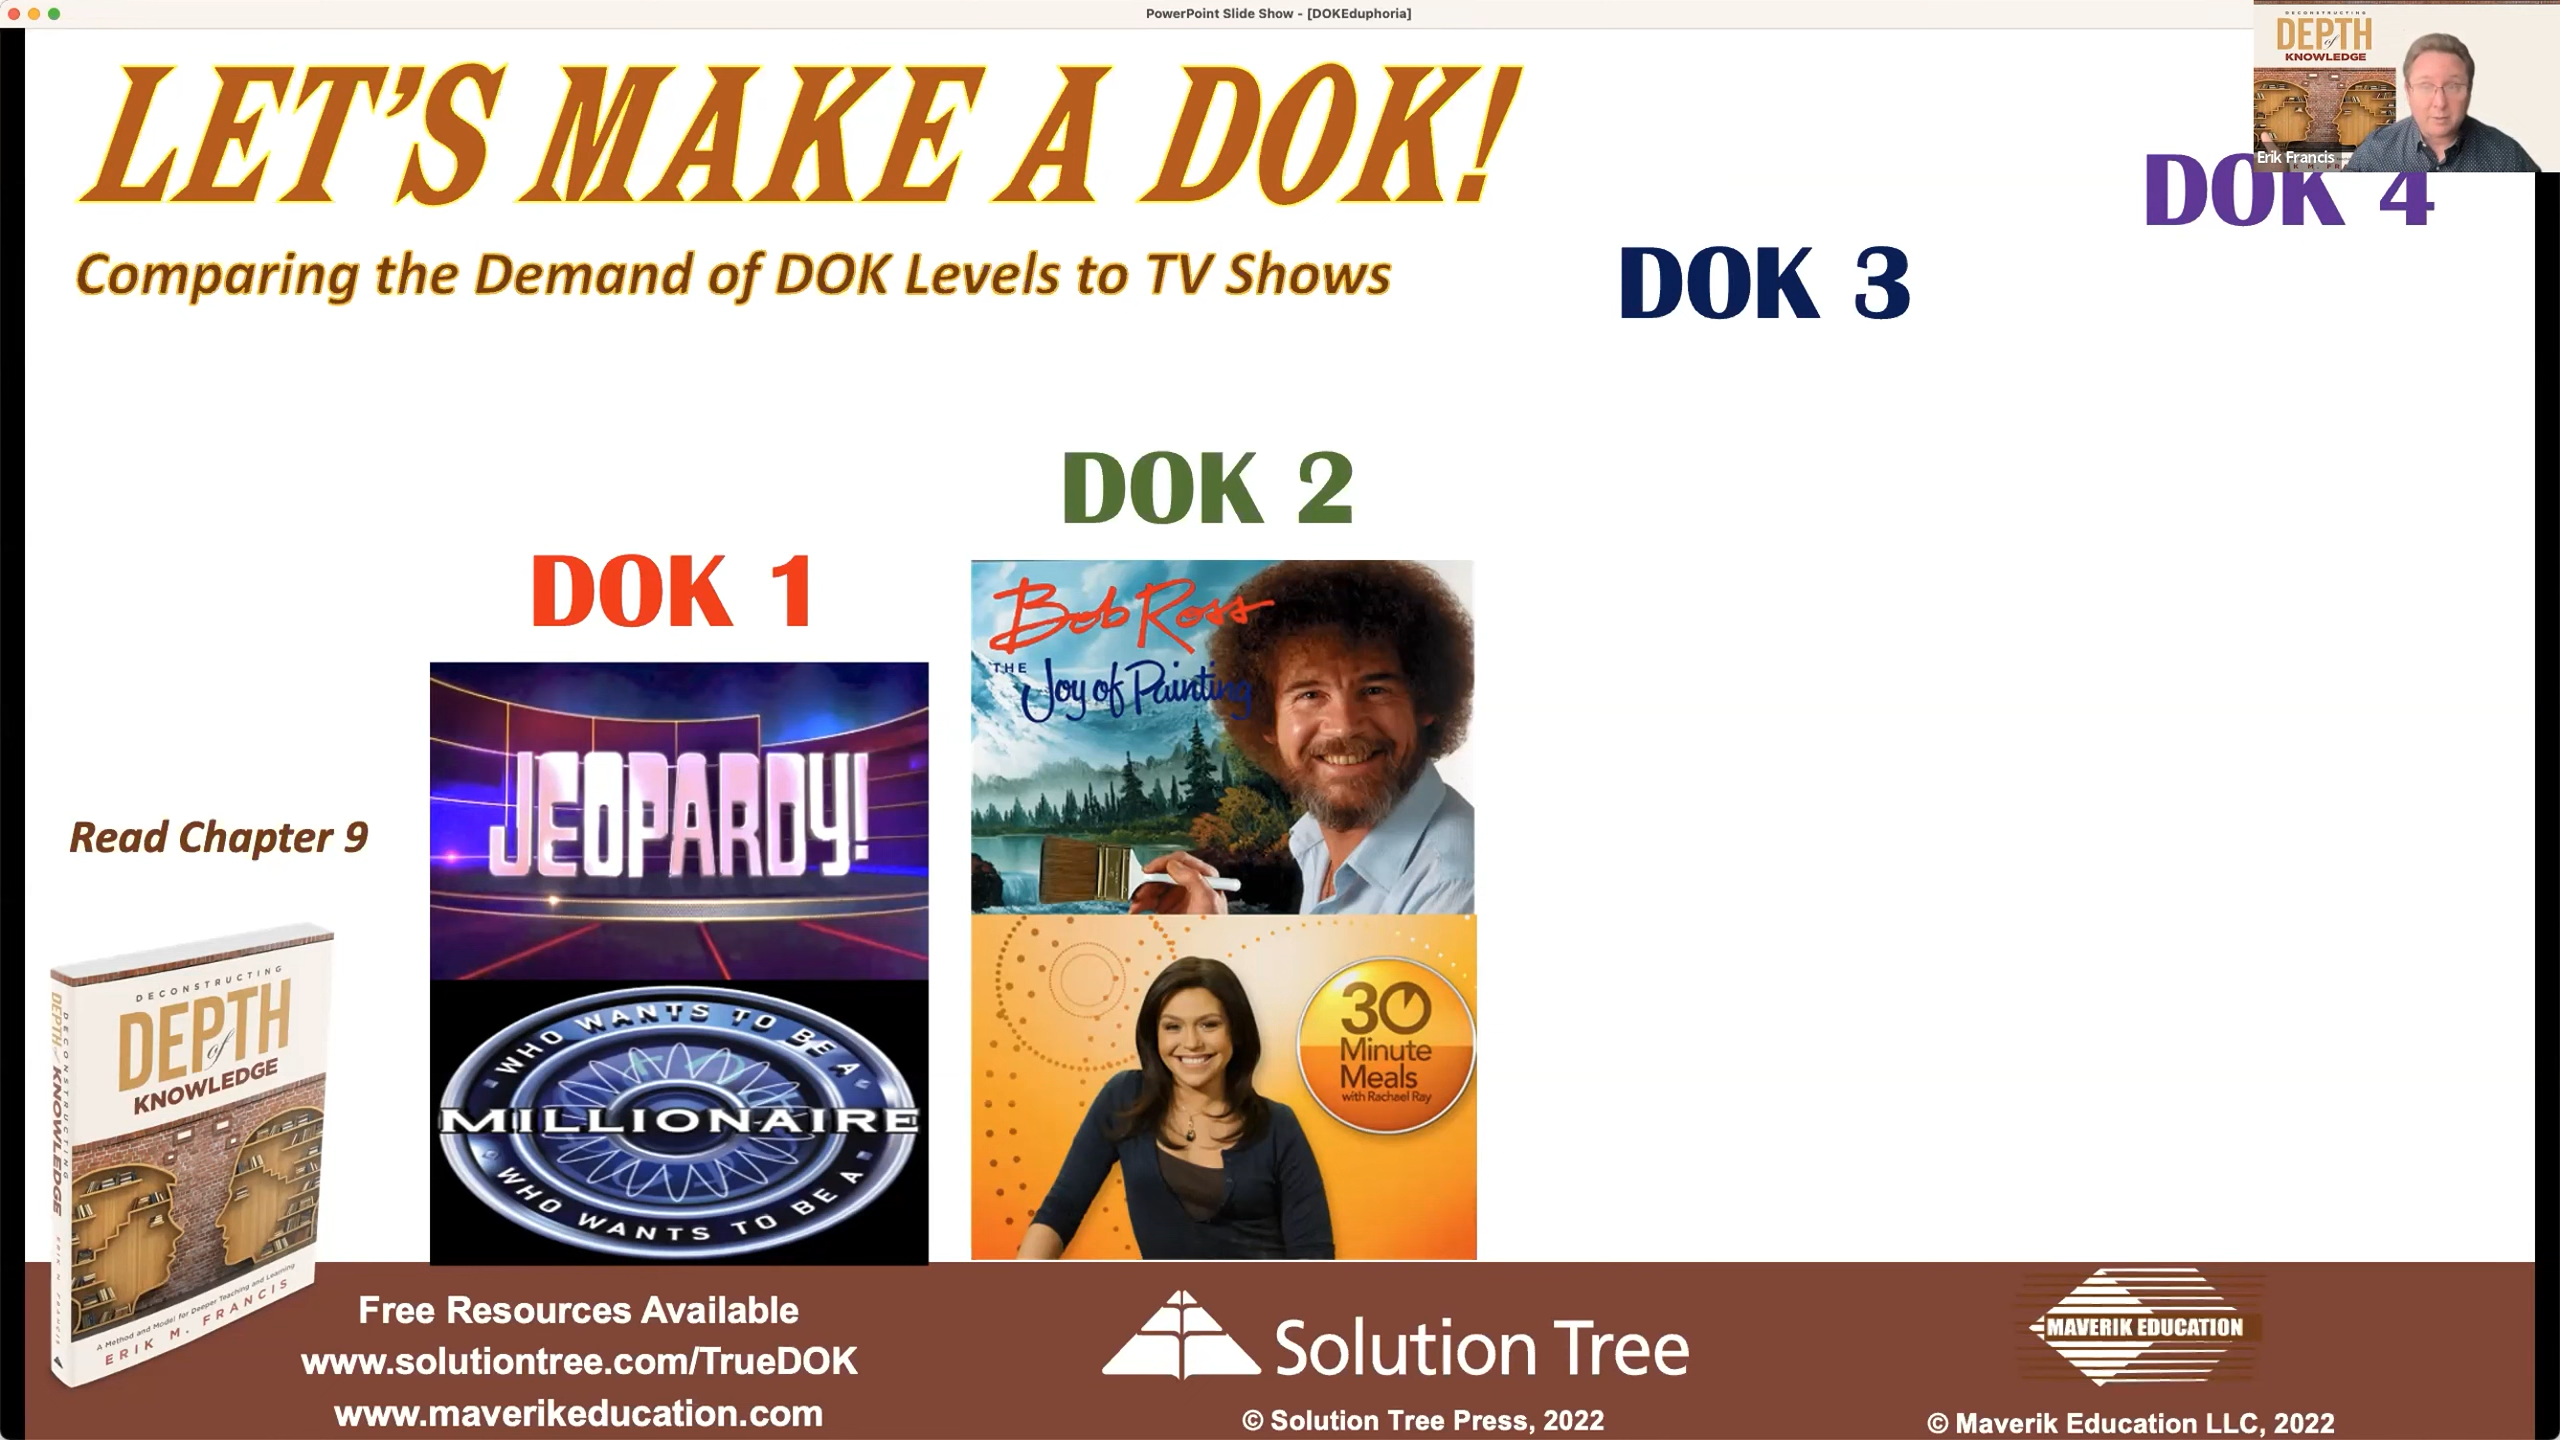 PowerPoint Slide Show - [DOKEduphoria]
DECONSTRUCTING
DEPTH
of
KNOWLEDGE
Erik Francis
LET'S MAKE A DOK!
Comparing the Demand of DOK Levels to TV Shows
DOK 4
DOK 3
DOK 2
DOK 1
Bob Ross
THE
Joy of Painting
JEOPARDY!
Read Chapter 9
30
Minute
Meals
with Rachael Ray
WHO WANTS TO BE A
MILLIONAIRE
WHO WANTS TO BE A
DECONSTRUCTING
DEPTH
of
KNOWLEDGE
A Method and Model for Deeper Teaching and Learning
ERIK M. FRANCIS
DECONSTRUCTING
DEPTH of KNOWLEDGE
ERIK M. FRANCIS
Free Resources Available
www.solutiontree.com/TrueDOK
www.maverikeducation.com
Solution Tree
© Solution Tree Press, 2022
MAVERIK EDUCATION
© Maverik Education LLC, 2022